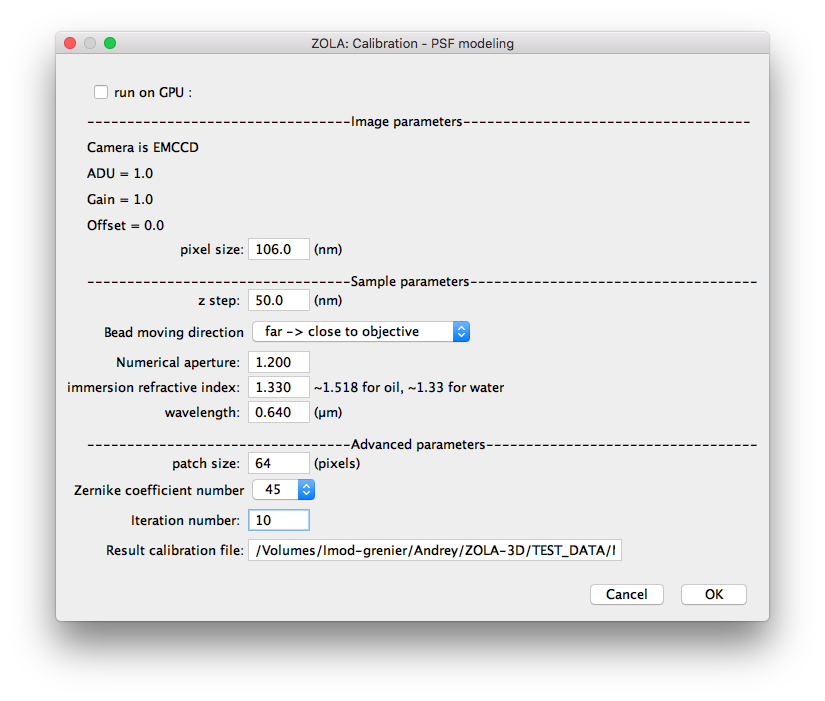 ZOLA: Calibration - PSF modeling
run on GPU :
-----------------------------------Image parameters--------------------------------------
Camera is EMCCD
ADU = 1.0
Gain = 1.0
Offset = 0.0
pixel size: 106.0 (nm)
-----------------------------------Sample parameters--------------------------------------
z step: 50.0 (nm)
Bead moving direction far -> close to objective
Numerical aperture: 1.200
immersion refractive index: 1.330 ~1.518 for oil, ~1.33 for water
wavelength: 0.640 (µm)
-----------------------------------Advanced parameters------------------------------------
patch size: 64 (pixels)
Zernike coefficient number 45
Iteration number: 10
Result calibration file: /Volumes/Imod-grenier/Andrey/ZOLA-3D/TEST_DATA/
Cancel OK